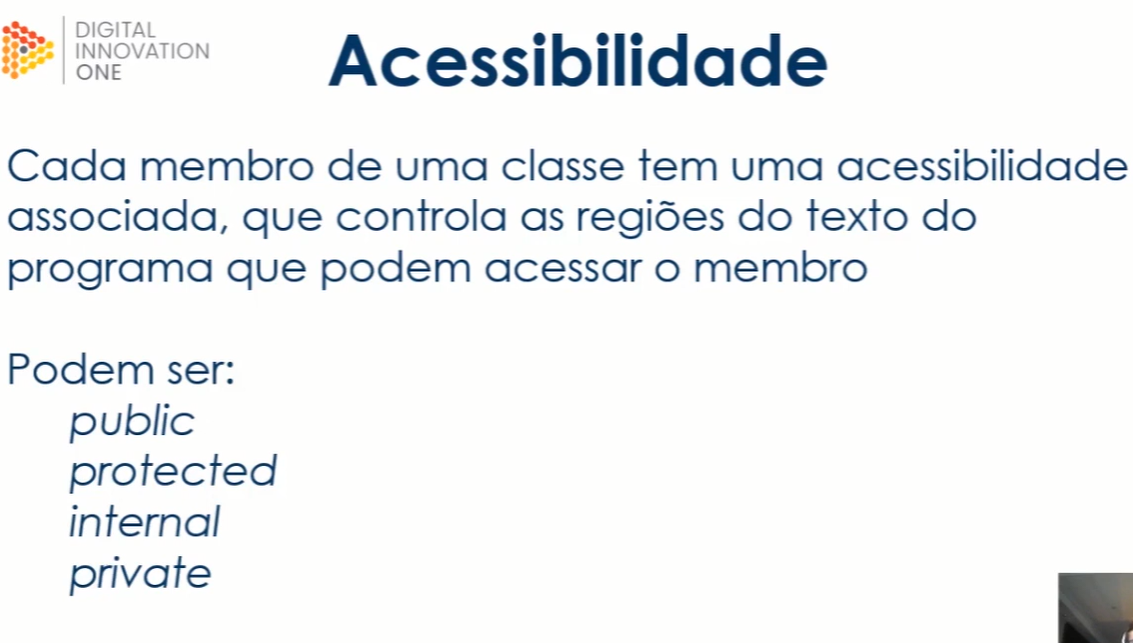 DIGITAL
INNOVATION
ONE
Acessibilidade
Cada membro de uma classe tem uma acessibilidade
associada, que controla as regiões do texto do
programa que podem acessar o membro
Podem ser:
public
protected
internal
private